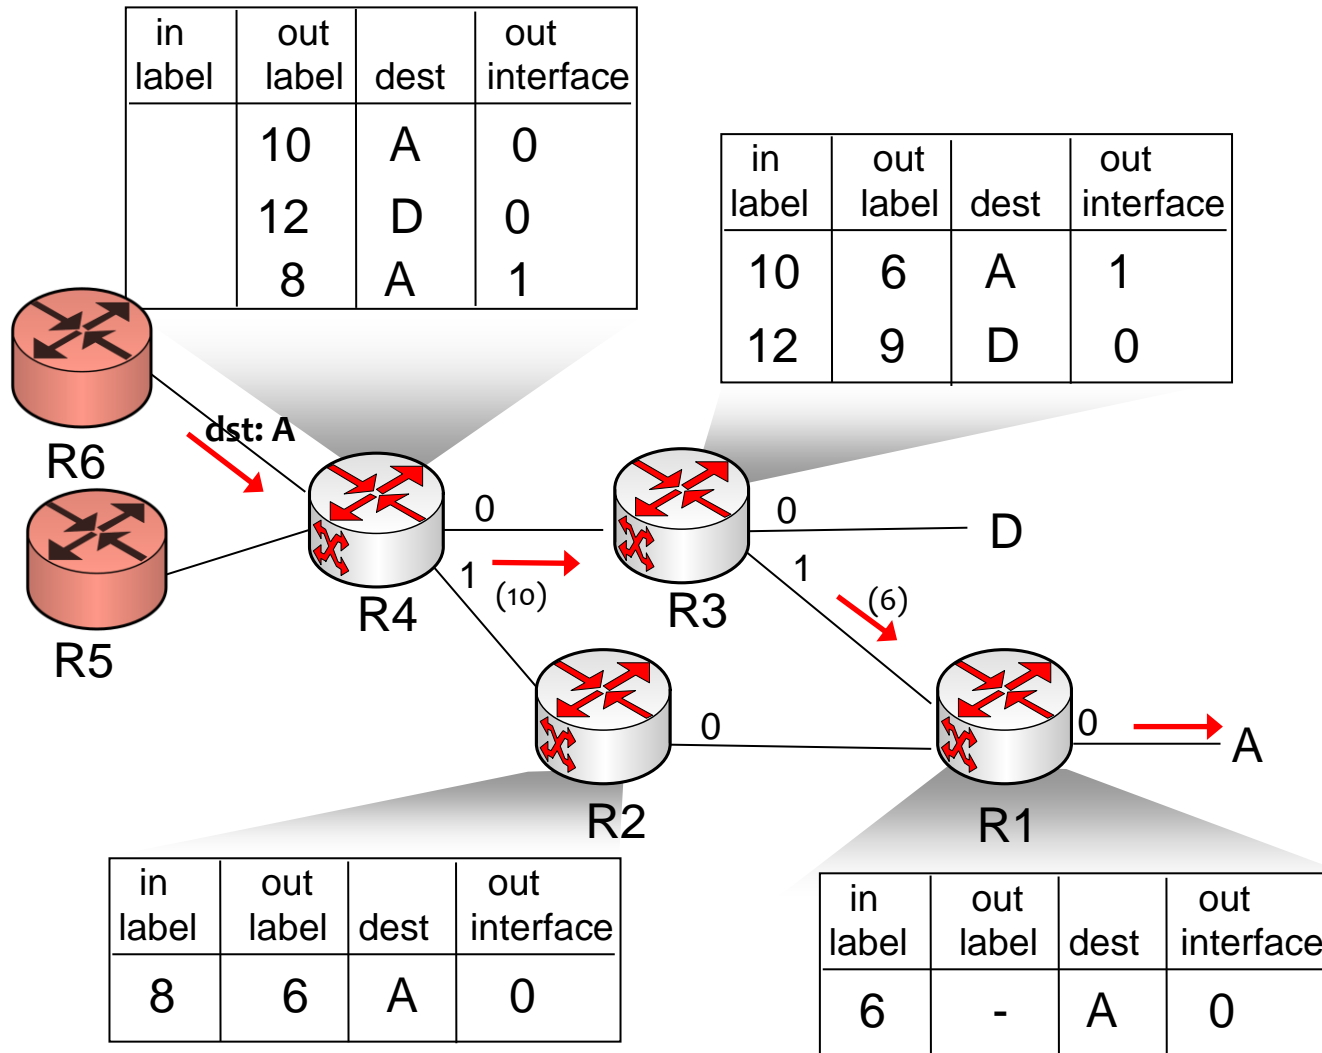 in out out
label label dest interface
10 A 0
12 D 0
8 A 1
in out out
label label dest interface
10 6 A 1
12 9 D 0
dst: A
R6
R5
R4
0
1
(10)
R3
0
1
D
(6)
R2
0
R1
0
A
in out out
label label dest interface
8 6 A 0
in out out
label label dest interface
6 - A 0